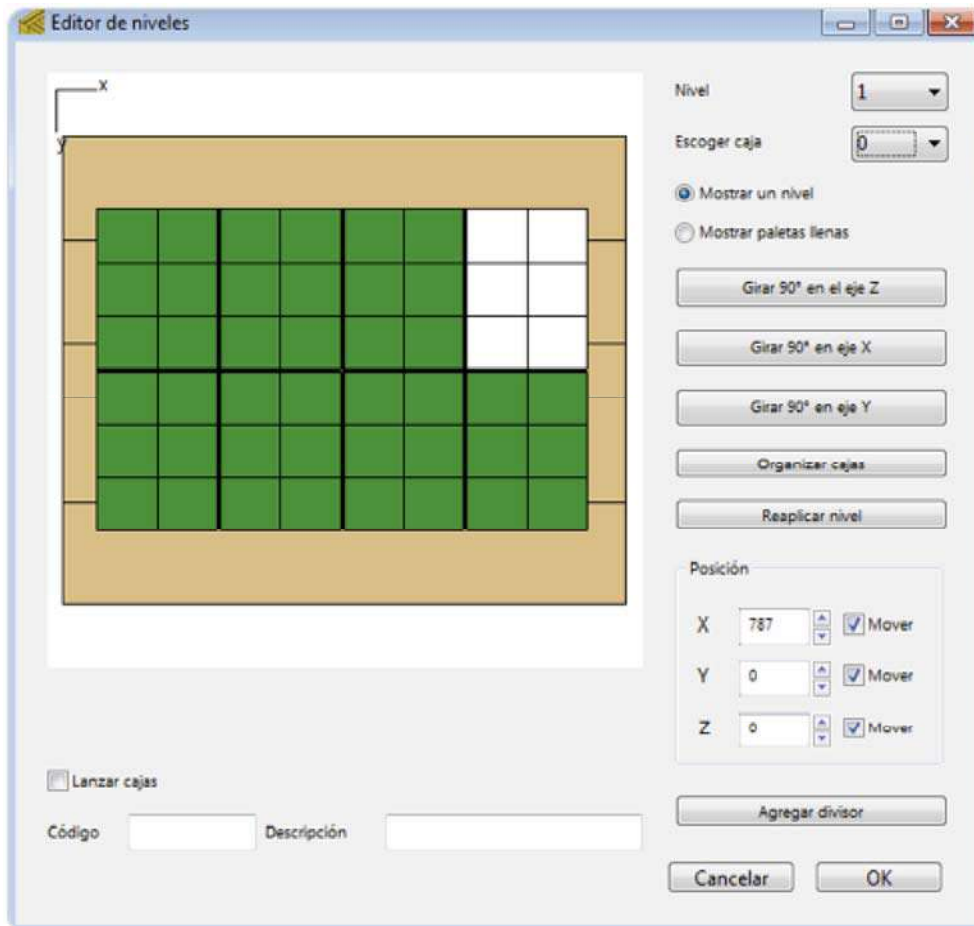 Editor de niveles
x
y
Nivel
1
Escoger caja
0
Mostrar un nivel
Mostrar paletas llenas
Girar 90° en el eje Z
Girar 90° en eje X
Girar 90° en eje Y
Organizar cajas
Reaplicar nivel
Posición
X 787 Mover
Y 0 Mover
Z 0 Mover
Lanzar cajas
Código Descripción
Agregar divisor
Cancelar OK